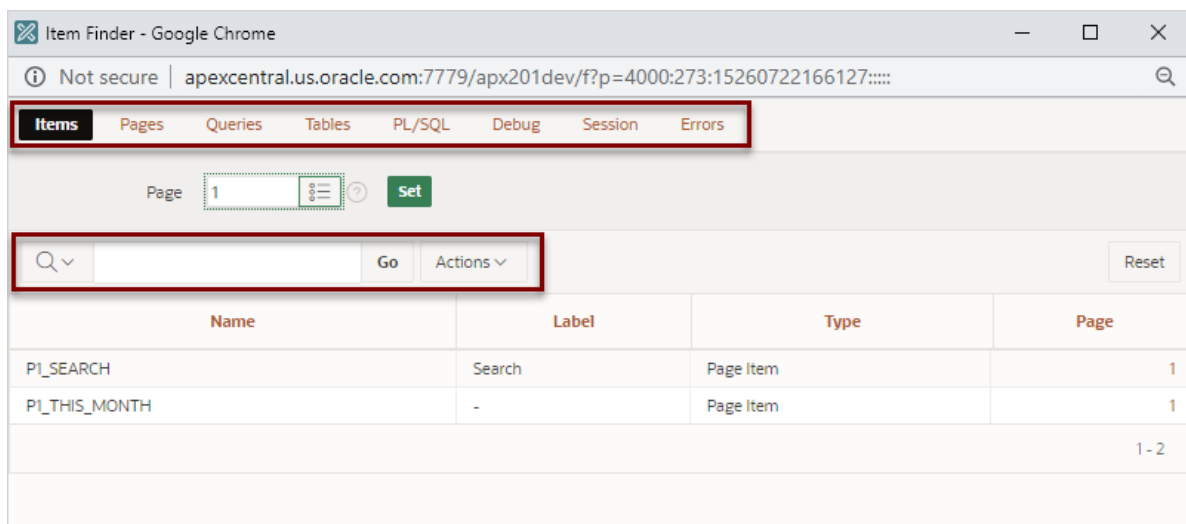 Item Finder - Google Chrome
Not secure | apexcentral.us.oracle.com:7779/apx201dev/f?p=4000:273:15260722166127:::::
Items Pages Queries Tables PL/SQL Debug Session Errors
Page 1 ? Set
Go Actions Reset
Name Label Type Page
P1_SEARCH Search Page Item 1
P1_THIS_MONTH - Page Item 1
1 - 2